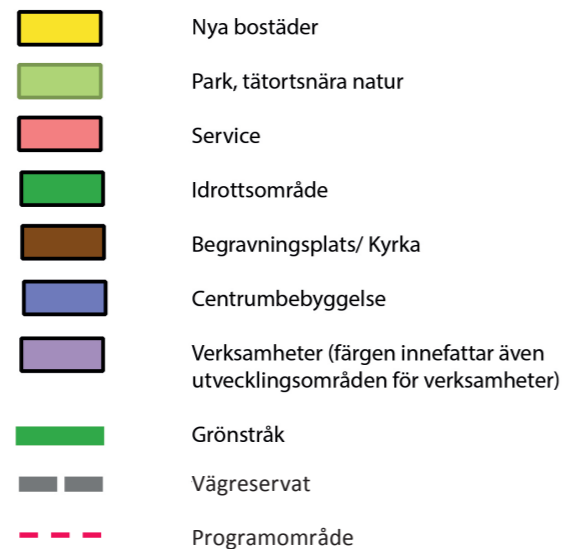 Nya bostäder
Park, tätortsnära natur
Service
Idrottsområde
Begravningsplats/ Kyrka
Centrumbebyggelse
Verksamheter (färgen innefattar även
utvecklingsområden för verksamheter)
Grönstråk
Vägreservat
Programområde